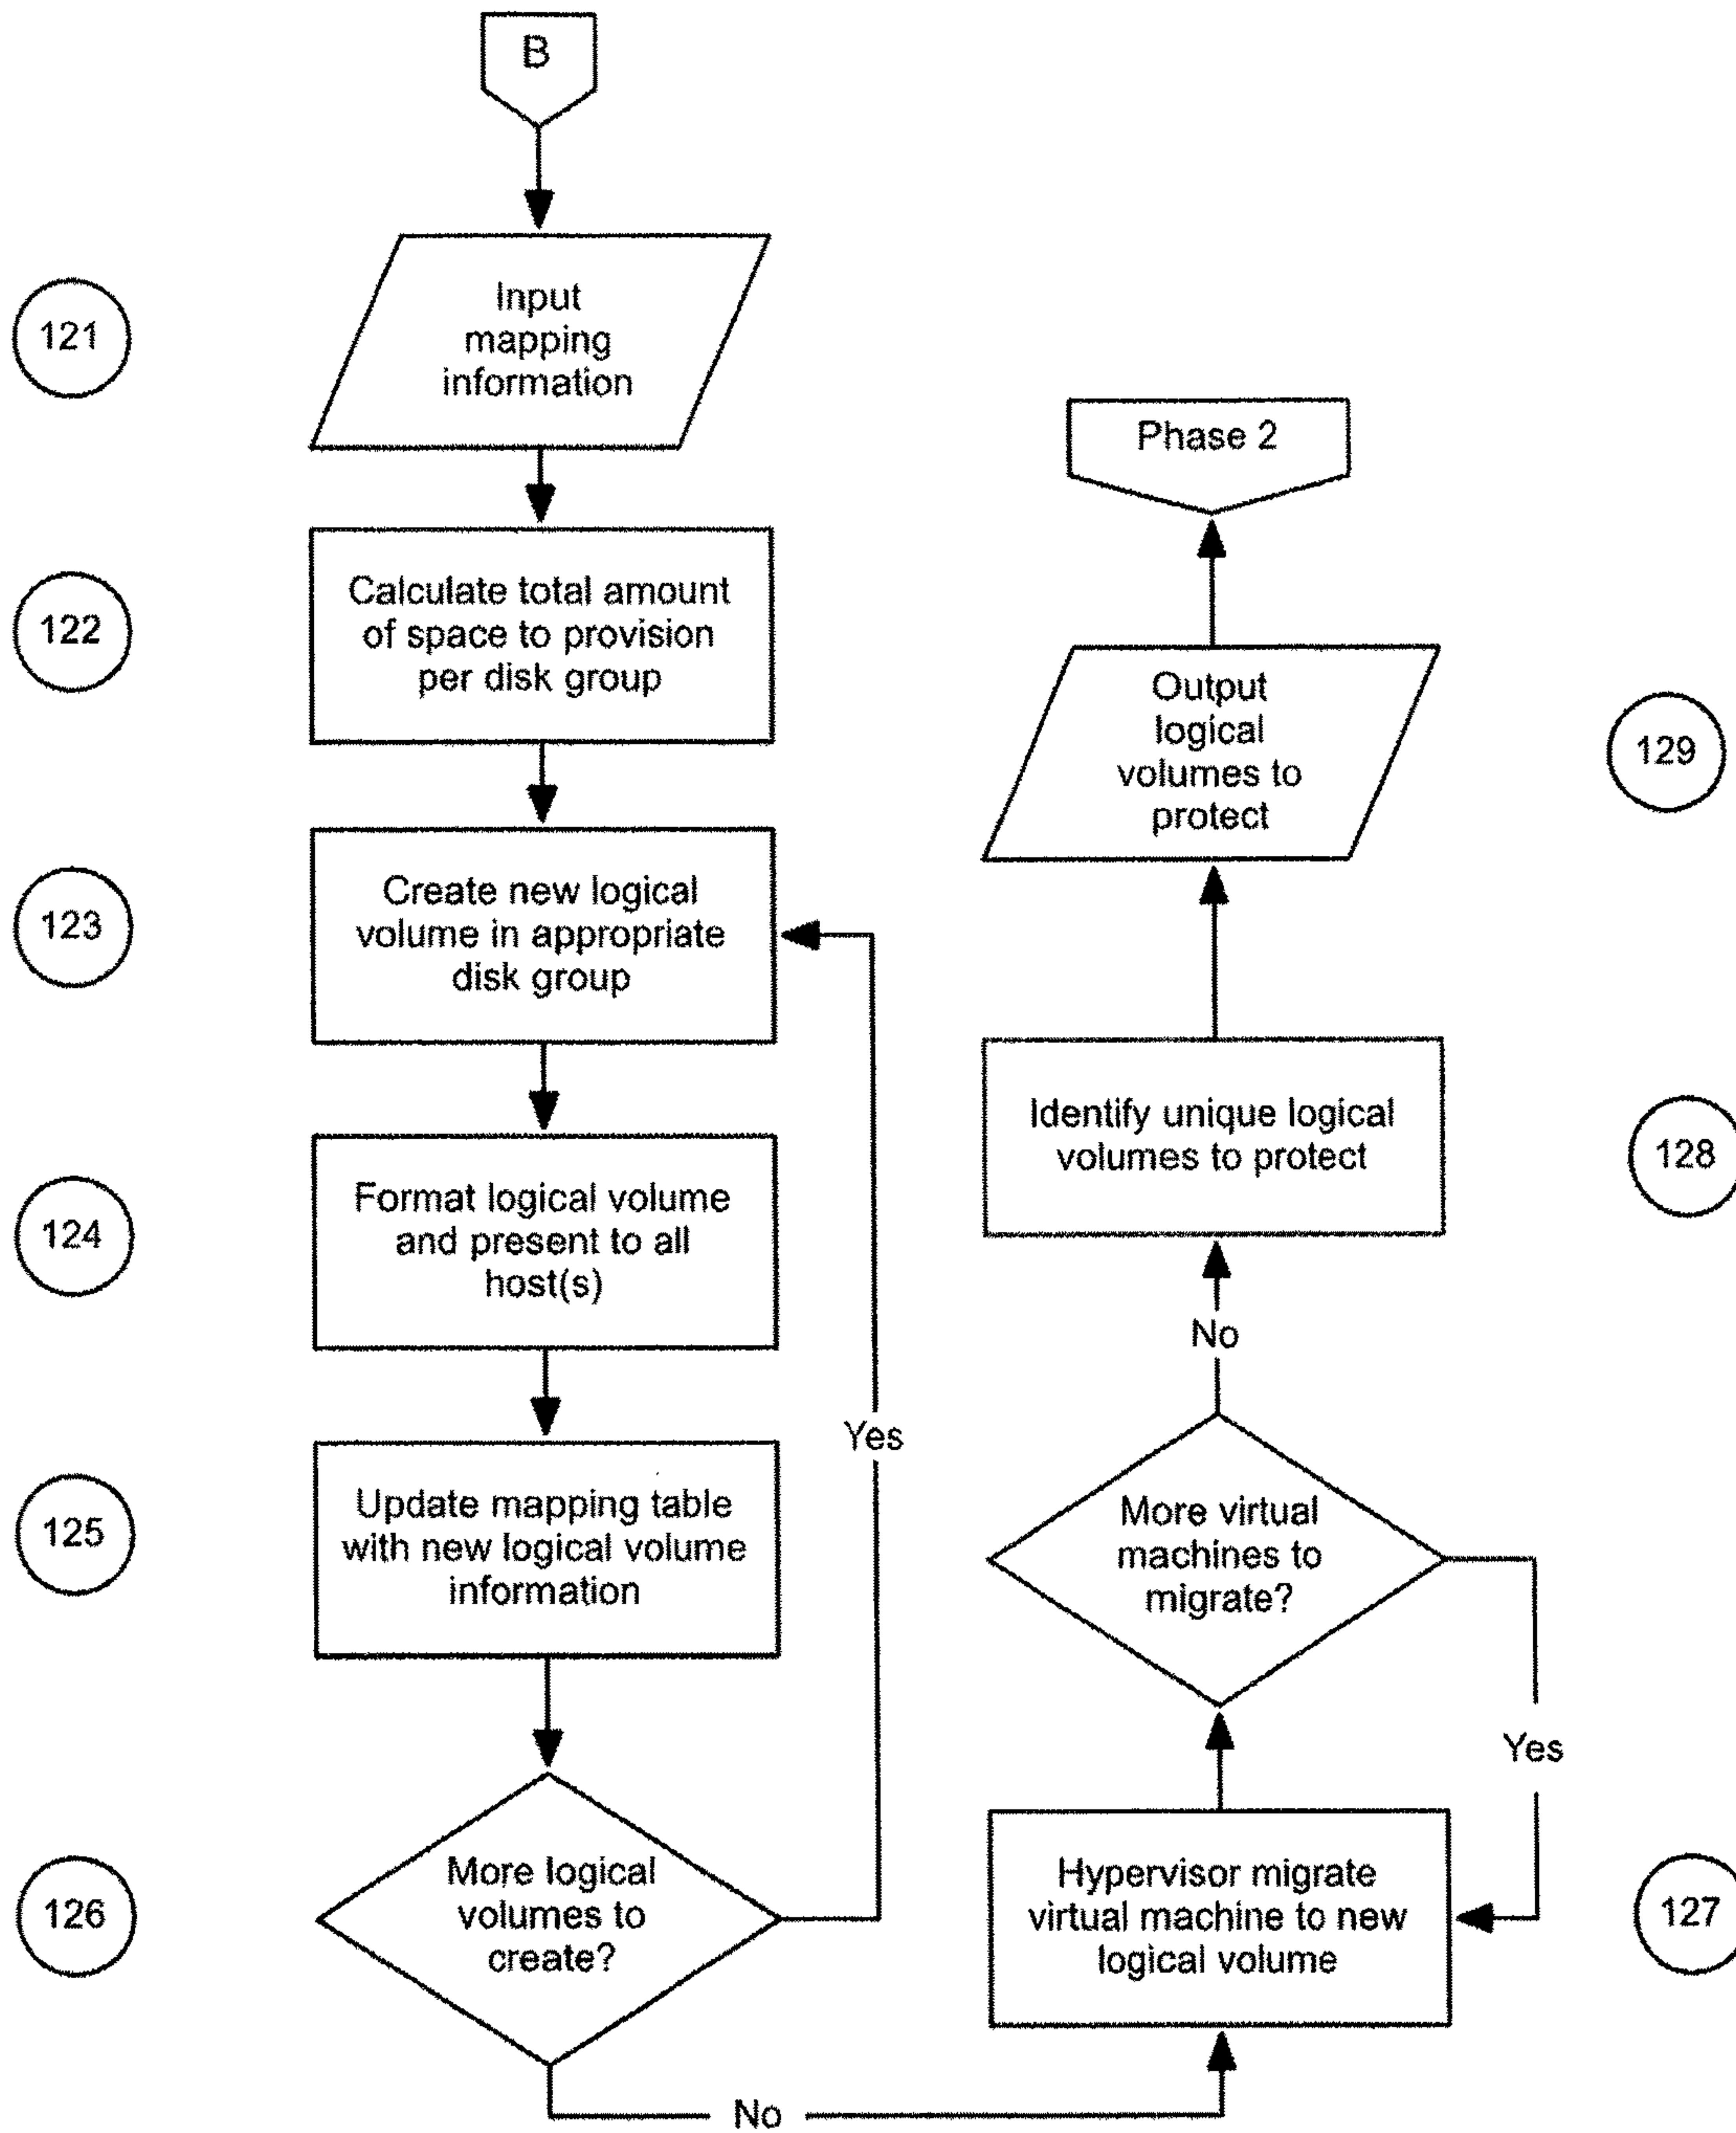 B
121
Input
mapping
information
122
Calculate total amount
of space to provision
per disk group
123
Create new logical
volume in appropriate
disk group
124
Format logical volume
and present to all
host(s)
125
Update mapping table
with new logical volume
information
126
More logical
volumes to
create?
Yes
No
127
Hypervisor migrate
virtual machine to new
logical volume
More virtual
machines to
migrate?
Yes
No
128
Identify unique logical
volumes to protect
129
Output
logical
volumes to
protect
Phase 2